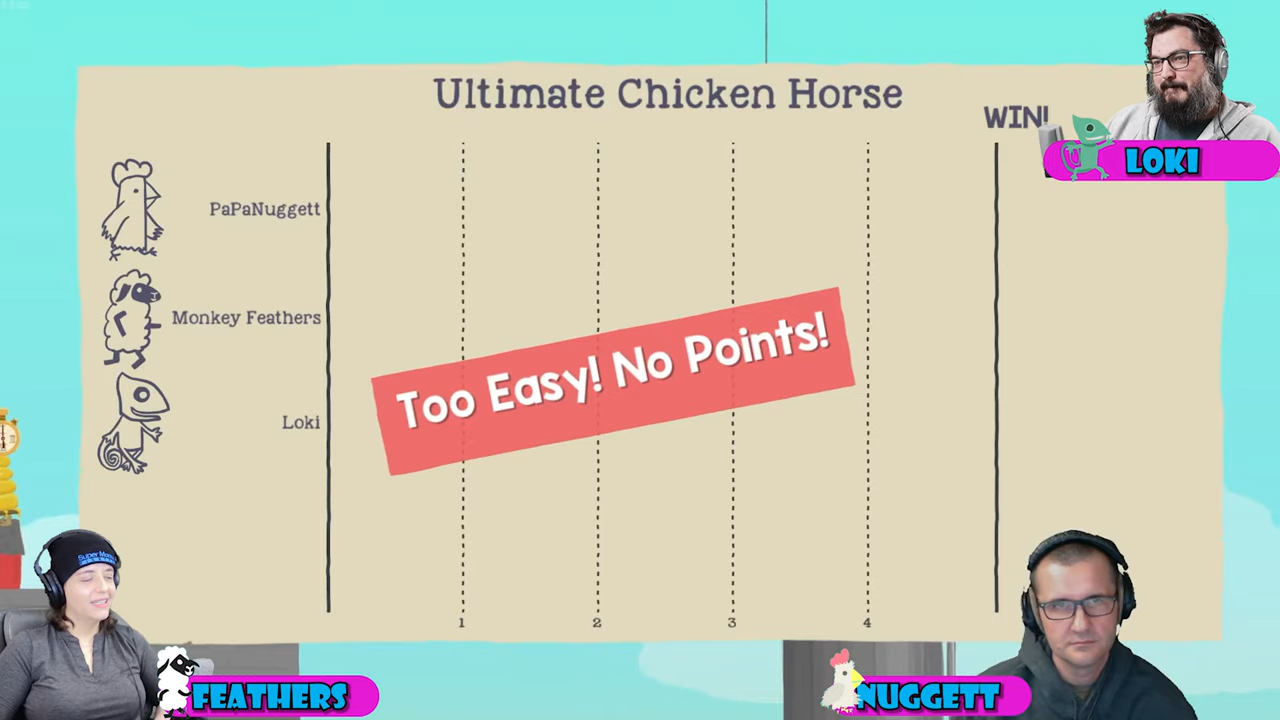 Ultimate Chicken Horse
WIN!
LOKI
PaPaNuggett
Monkey Feathers
Too Easy! No Points!
Loki
1 2 3 4
FEATHERS
NUGGETT